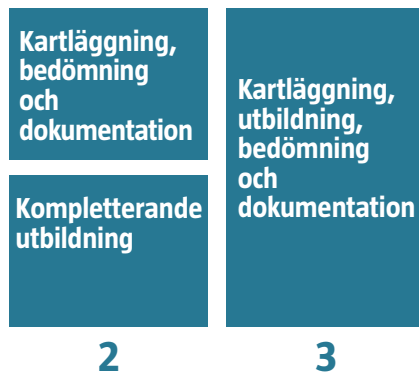 Kartläggning,
bedömning
och
dokumentation
Kompletterande
utbildning
2
Kartläggning,
utbildning,
bedömning
och
dokumentation
3